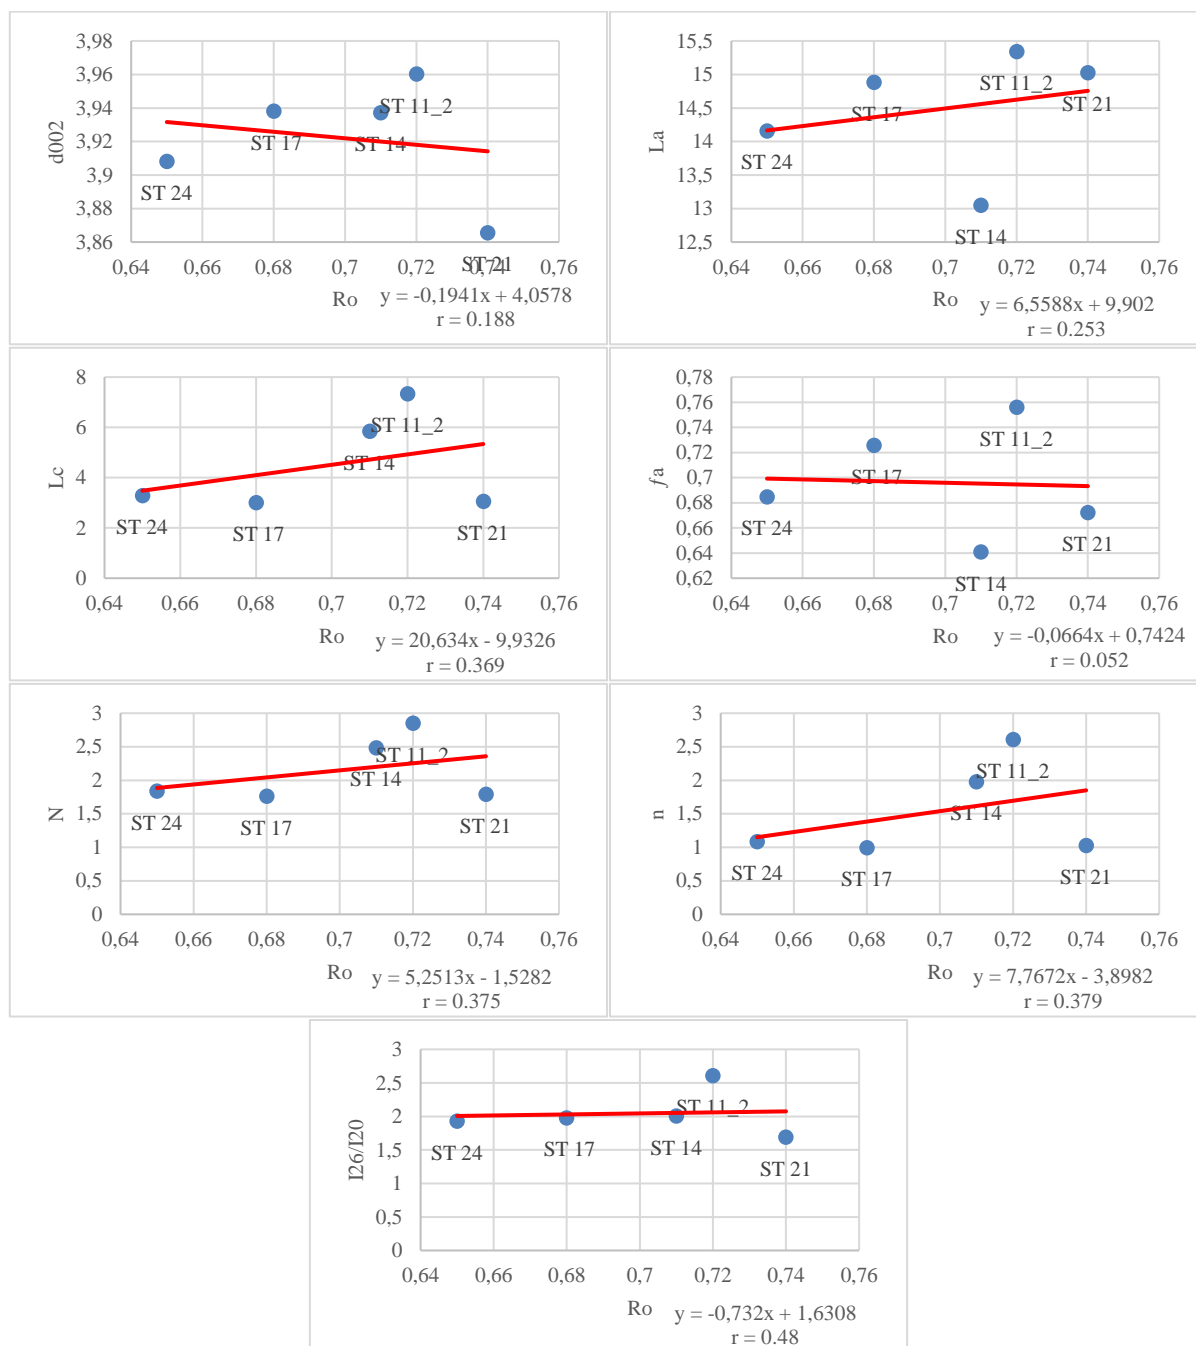 d002
3,98
3,96
3,94
3,92
3,9
3,88
3,86
ST 24
ST 17
ST 14
ST 11_2
ST 21
0,64 0,66 0,68 0,7 0,72 0,74 0,76
Ro
y = -0,1941x + 4,0578
r = 0.188
La
15,5
15
14,5
14
13,5
13
12,5
ST 24
ST 17
ST 14
ST 11_2
ST 21
0,64 0,66 0,68 0,7 0,72 0,74 0,76
Ro
y = 6,5588x + 9,902
r = 0.253
Lc
8
6
4
2
0
ST 24
ST 17
ST 14
ST 11_2
ST 21
0,64 0,66 0,68 0,7 0,72 0,74 0,76
Ro
y = 20,634x - 9,9326
r = 0.369
fa
0,78
0,76
0,74
0,72
0,7
0,68
0,66
0,64
0,62
ST 24
ST 17
ST 14
ST 11_2
ST 21
0,64 0,66 0,68 0,7 0,72 0,74 0,76
Ro
y = -0,0664x + 0,7424
r = 0.052
N
3
2,5
2
1,5
1
0,5
0
ST 24
ST 17
ST 14
ST 11_2
ST 21
0,64 0,66 0,68 0,7 0,72 0,74 0,76
Ro
y = 5,2513x - 1,5282
r = 0.375
n
3
2,5
2
1,5
1
0,5
0
ST 24
ST 17
ST 14
ST 11_2
ST 21
0,64 0,66 0,68 0,7 0,72 0,74 0,76
Ro
y = 7,7672x - 3,8982
r = 0.379
I26/I20
3
2,5
2
1,5
1
0,5
0
ST 24
ST 17
ST 14
ST 11_2
ST 21
0,64 0,66 0,68 0,7 0,72 0,74 0,76
Ro
y = -0,732x + 1,6308
r = 0.48